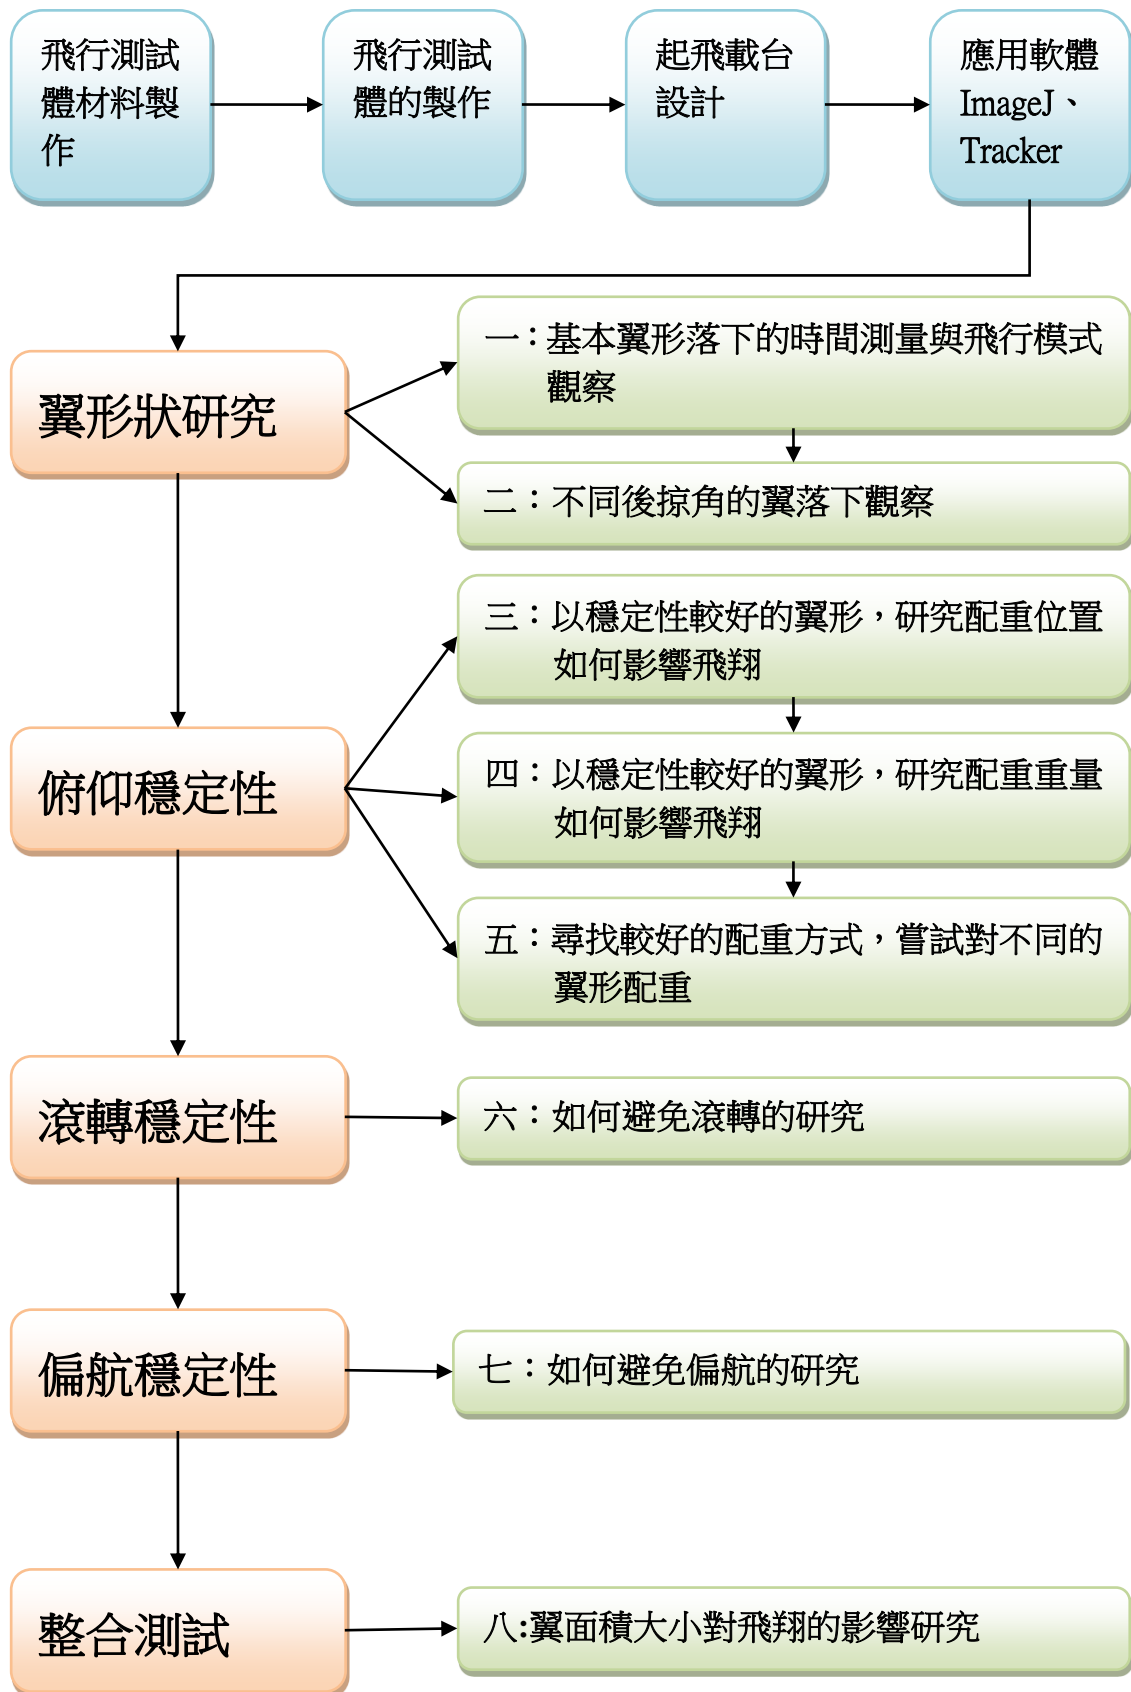 飛行測試
體材料製
作
飛行測試
體的製作
起飛載台
設計
應用軟體
ImageJ、
Tracker
翼形狀研究
一：基本翼形落下的時間測量與飛行模式
觀察
二：不同後掠角的翼落下觀察
俯仰穩定性
三：以穩定性較好的翼形，研究配重位置
如何影響飛翔
四：以穩定性較好的翼形，研究配重重量
如何影響飛翔
五：尋找較好的配重方式，嘗試對不同的
翼形配重
滾轉穩定性
六：如何避免滾轉的研究
偏航穩定性
七：如何避免偏航的研究
整合測試
八:翼面積大小對飛翔的影響研究